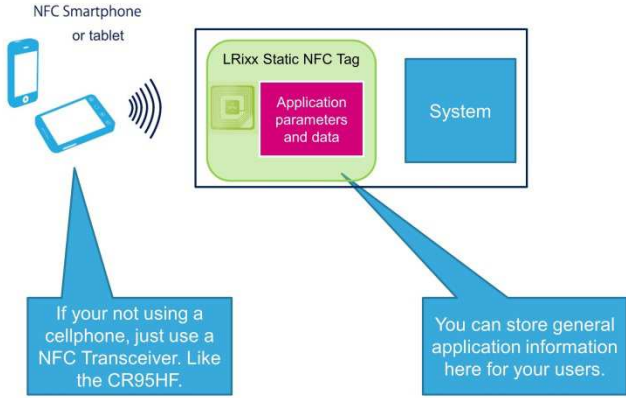 NFC Smartphone
or tablet
LRixx Static NFC Tag
Application
parameters
and data
System
If your not using a
cellphone, just use a
NFC Transceiver. Like
the CR95HF.
You can store general
application information
here for your users.